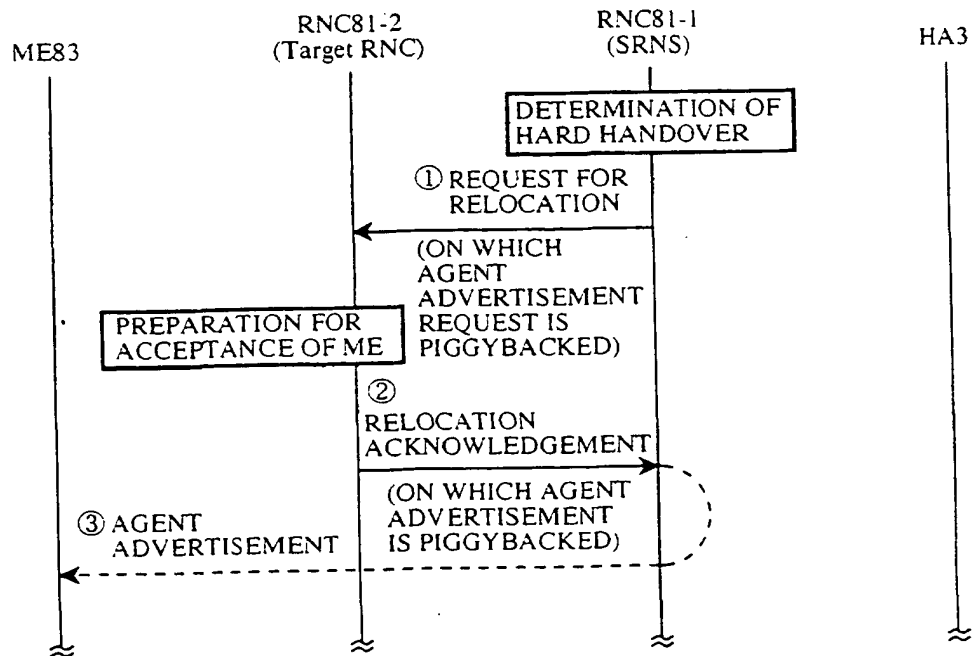 ME83
RNC81-2
(Target RNC)
RNC81-1
(SRNS)
HA3
DETERMINATION OF
HARD HANDOVER
① REQUEST FOR
RELOCATION
(ON WHICH
AGENT
ADVERTISEMENT
REQUEST IS
PIGGYBACKED)
PREPARATION FOR
ACCEPTANCE OF ME
②
RELOCATION
ACKNOWLEDGEMENT
(ON WHICH AGENT
ADVERTISEMENT
IS PIGGYBACKED)
③ AGENT
ADVERTISEMENT